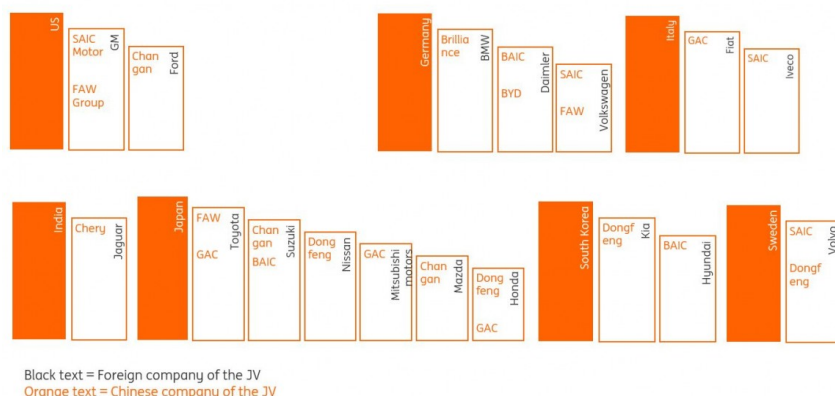 US
SAIC
Motor
FAW
Group
GM
Chan
gan
Ford
Germany
Brillia
nce
BMW
BAIC
BYD
Daimler
SAIC
FAW
Volkswagen
Italy
GAC
Fiat
SAIC
Iveco
India
Chery
Jaguar
Japan
FAW
GAC
Toyota
Chan
gan
BAIC
Suzuki
Dong
feng
Nissan
GAC
Mitsubishi
motors
Chan
gan
Mazda
Dong
feng
GAC
Honda
South Korea
Dongf
eng
Kia
BAIC
Hyundai
Sweden
SAIC
Dongf
eng
Volvo
Black text = Foreign company of the JV
Orange text = Chinese company of the JV